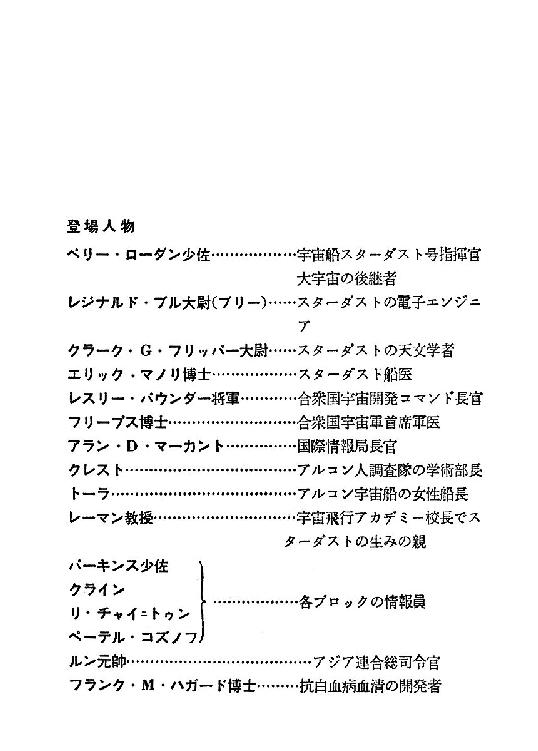 登場人物
ペリー・ローダン少佐………………宇宙船スターダスト号指揮官
大宇宙の後継者
レジナルド・ブル大尉(ブリー)……スターダストの電子エンジニ
ア
クラーク・G・フリッパー大尉……スターダストの天文学者
エリック・マノリ博士………………スターダスト船医
レスリー・パウンダー将軍…………合衆国宇宙開発コマンド長官
フリープス博士………………………合衆国宇宙軍首席軍医
アラン・D・マーカント……………国際情報局長官
クレスト………………………………アルコン人調査隊の学術部長
トーラ…………………………………アルコン宇宙船の女性船長
レーマン教授…………………………宇宙飛行アカデミー校長でス
ターダストの生みの親
パーキンス少佐
クライン
リ・チャイ=トゥン
ペーテル・コズノフ
………………各ブロックの情報員
ルン元帥………………………………アジア連合総司令官
フランク・M・ハガード博士………抗白血病血清の開発者